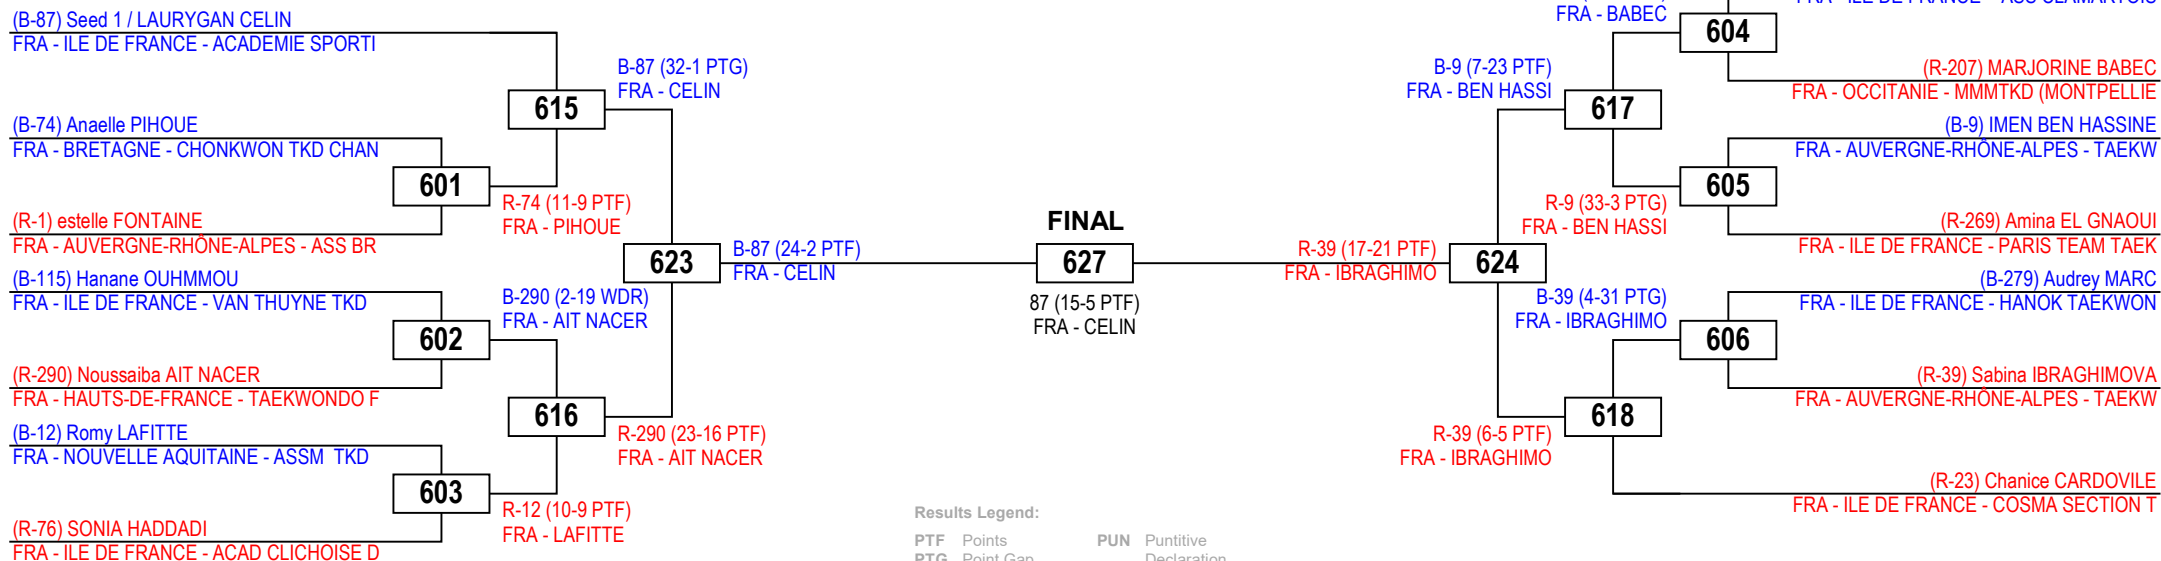 (B-87) Seed 1 / LAURYGAN CELIN
FRA - ILE DE FRANCE - ACADEMIE SPORTI
B-87 (32-1 PTG)
FRA - CELIN
615
(B-74) Anaelle PIHOUE
FRA - BRETAGNE - CHONKWON TKD CHAN
601
R-74 (11-9 PTF)
FRA - PIHOUE
(R-1) estelle FONTAINE
FRA - AUVERGNE-RHÔNE-ALPES - ASS BR
623
B-87 (24-2 PTF)
FRA - CELIN
(B-115) Hanane OUHMMOU
FRA - ILE DE FRANCE - VAN THUYNE TKD
B-290 (2-19 WDR)
FRA - AIT NACER
602
(R-290) Noussaiba AIT NACER
FRA - HAUTS-DE-FRANCE - TAEKWONDO F
616
R-290 (23-16 PTF)
FRA - AIT NACER
(B-12) Romy LAFITTE
FRA - NOUVELLE AQUITAINE - ASSM TKD
603
R-12 (10-9 PTF)
FRA - LAFITTE
(R-76) SONIA HADDADI
FRA - ILE DE FRANCE - ACAD CLICHOISE D
FINAL
627
87 (15-5 PTF)
FRA - CELIN
FRA - BABEC
604
(R-207) MARJORINE BABEC
FRA - OCCITANIE - MMMTKD (MONTPELLIE
B-9 (7-23 PTF)
FRA - BEN HASSI
617
(B-9) IMEN BEN HASSINE
FRA - AUVERGNE-RHÔNE-ALPES - TAEKW
605
R-9 (33-3 PTG)
FRA - BEN HASSI
(R-269) Amina EL GNAOUI
FRA - ILE DE FRANCE - PARIS TEAM TAEK
R-39 (17-21 PTF)
FRA - IBRAGHIMO
624
(B-279) Audrey MARC
FRA - ILE DE FRANCE - HANOK TAEKWON
B-39 (4-31 PTG)
FRA - IBRAGHIMO
606
(R-39) Sabina IBRAGHIMOVA
FRA - AUVERGNE-RHÔNE-ALPES - TAEKW
618
R-39 (6-5 PTF)
FRA - IBRAGHIMO
(R-23) Chanice CARDOVILE
FRA - ILE DE FRANCE - COSMA SECTION T
Results Legend:
PTF Points
PUN Puntitive
PTG Point Gap
Declaration